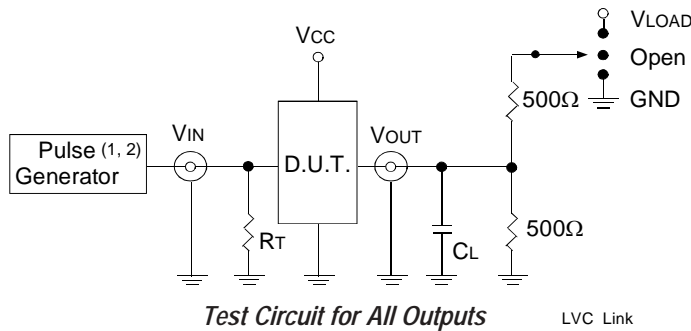 VLOAD
VCC
Open
500Ω
GND
VIN
VOUT
Pulse (1, 2)
Generator
D.U.T.
500Ω
RT
CL
Test Circuit for All Outputs
LVC Link